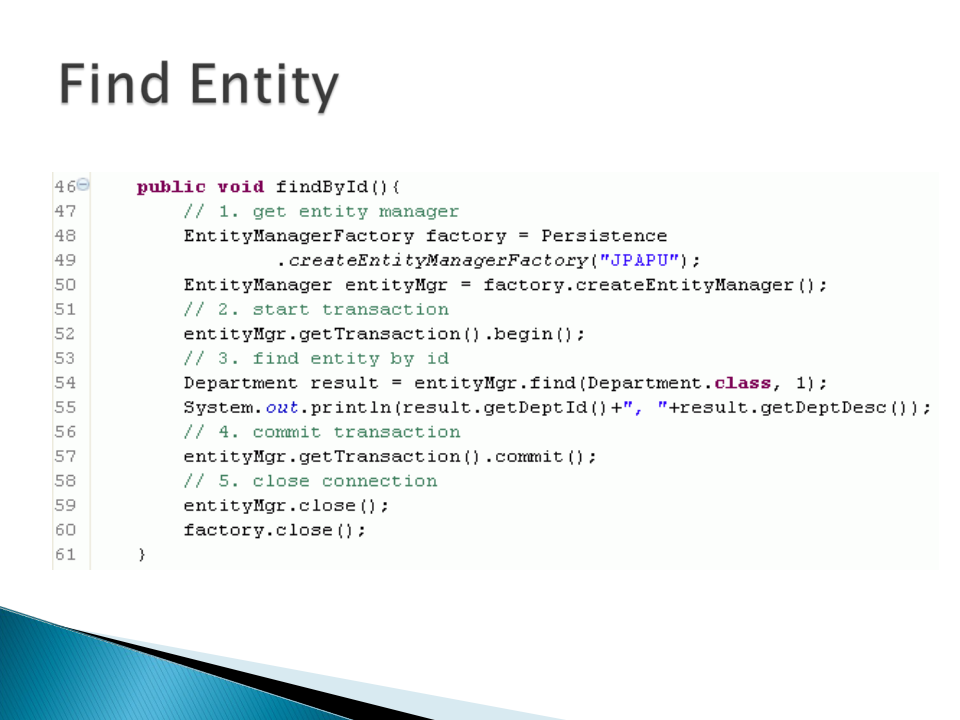 Find Entity
46 public void findById(){
47 // 1. get entity manager
48 EntityManagerFactory factory = Persistence
49 .createEntityManagerFactory("JPAPU");
50 EntityManager entityMgr = factory.createEntityManager();
51 // 2. start transaction
52 entityMgr.getTransaction().begin();
53 // 3. find entity by id
54 Department result = entityMgr.find(Department.class, 1);
55 System.out.println(result.getDeptId()+", "+result.getDeptDesc());
56 // 4. commit transaction
57 entityMgr.getTransaction().commit();
58 // 5. close connection
59 entityMgr.close();
60 factory.close();
61 }